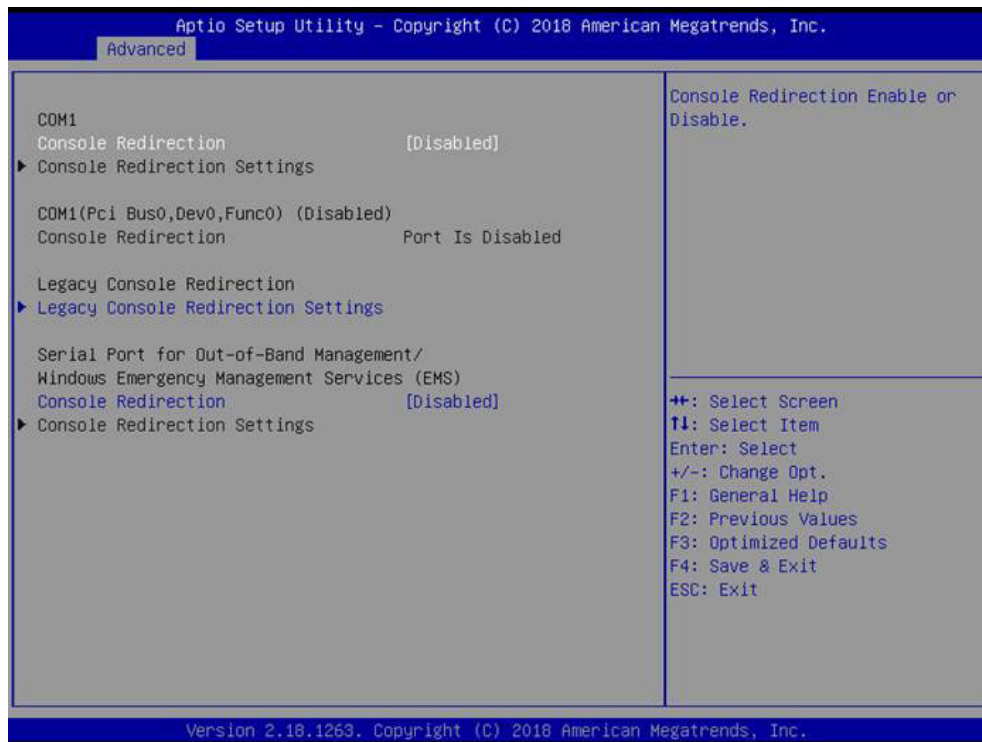 Aptio Setup Utility – Copyright (C) 2018 American Megatrends, Inc.
Advanced
COM1
Console Redirection [Disabled]
Console Redirection Settings
COM1(Pci Bus0,Dev0,Func0) (Disabled)
Console Redirection Port Is Disabled
Legacy Console Redirection
Legacy Console Redirection Settings
Serial Port for Out-of-Band Management/
Windows Emergency Management Services (EMS)
Console Redirection [Disabled]
Console Redirection Settings
Console Redirection Enable or
Disable.
→←: Select Screen
↑↓: Select Item
Enter: Select
+/-: Change Opt.
F1: General Help
F2: Previous Values
F3: Optimized Defaults
F4: Save & Exit
ESC: Exit
Version 2.18.1263. Copyright (C) 2018 American Megatrends, Inc.